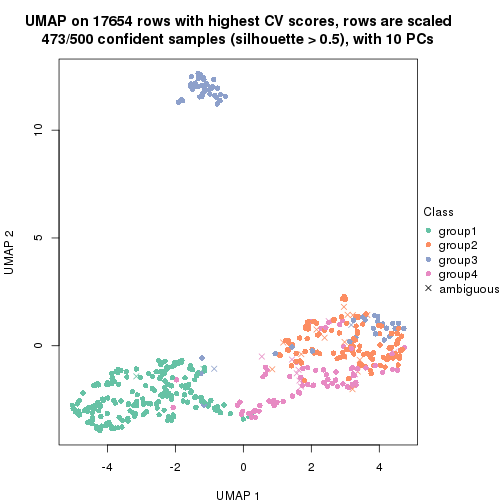 UMAP on 17654 rows with highest CV scores, rows are scaled
473/500 confident samples (silhouette > 0.5), with 10 PCs
10
5
0
UMAP 2
-4
-2
0
2
4
UMAP 1
Class
group1
group2
group3
group4
ambiguous